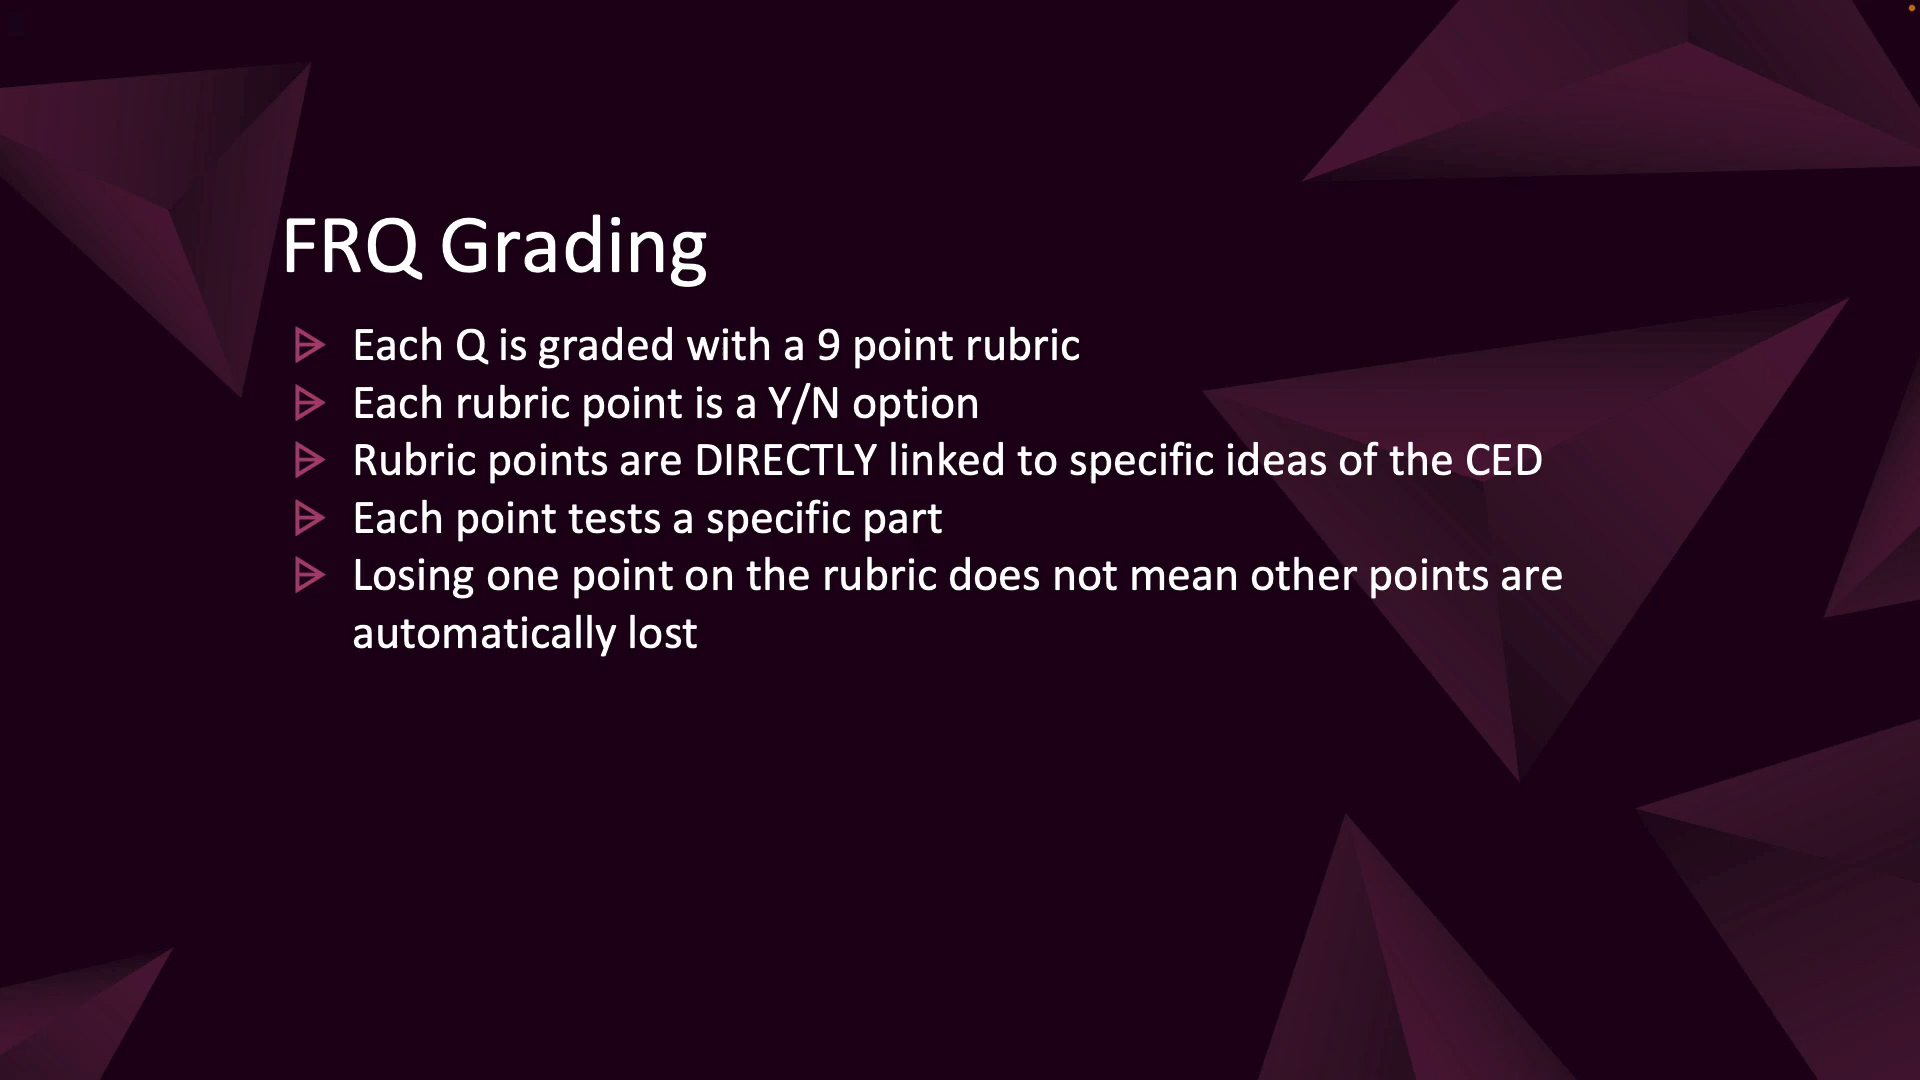 FRQ Grading
Each Q is graded with a 9 point rubric
Each rubric point is a Y/N option
Rubric points are DIRECTLY linked to specific ideas of the CED
Each point tests a specific part
Losing one point on the rubric does not mean other points are
automatically lost